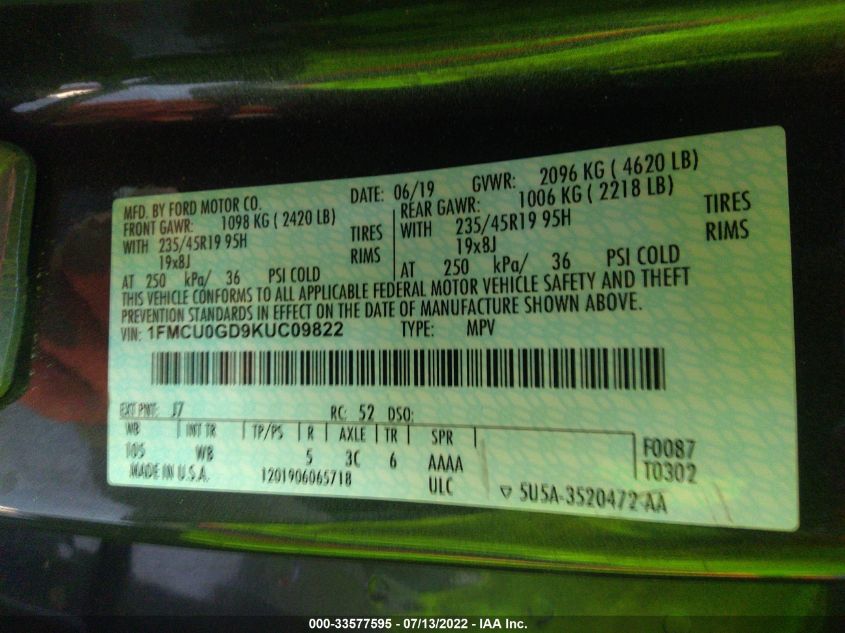 MFD. BY FORD MOTOR CO. DATE: 06/19 GVWR: 2096 KG ( 4620 LB)
FRONT GAWR: 1098 KG ( 2420 LB) REAR GAWR: 1006 KG ( 2218 LB)
WITH 235/45R19 95H TIRES WITH 235/45R19 95H TIRES
19x8J RIMS 19x8J RIMS
AT 250 kPa/ 36 PSI COLD AT 250 kPa/ 36 PSI COLD
THIS VEHICLE CONFORMS TO ALL APPLICABLE FEDERAL MOTOR VEHICLE SAFETY AND THEFT
PREVENTION STANDARDS IN EFFECT ON THE DATE OF MANUFACTURE SHOWN ABOVE.
VIN: 1FMCU0GD9KUC09822 TYPE: MPV
EXT PNT: J7 RC: 52 DSO:
WB INT TR TP/PS R AXLE TR SPR
105 WB 5 3C 6 AAAA
F0087
T0302
MADE IN U.S.A. 1201906065718 ULC ▽ 5U5A-3520472-AA
000-33577595 - 07/13/2022 - IAA Inc.